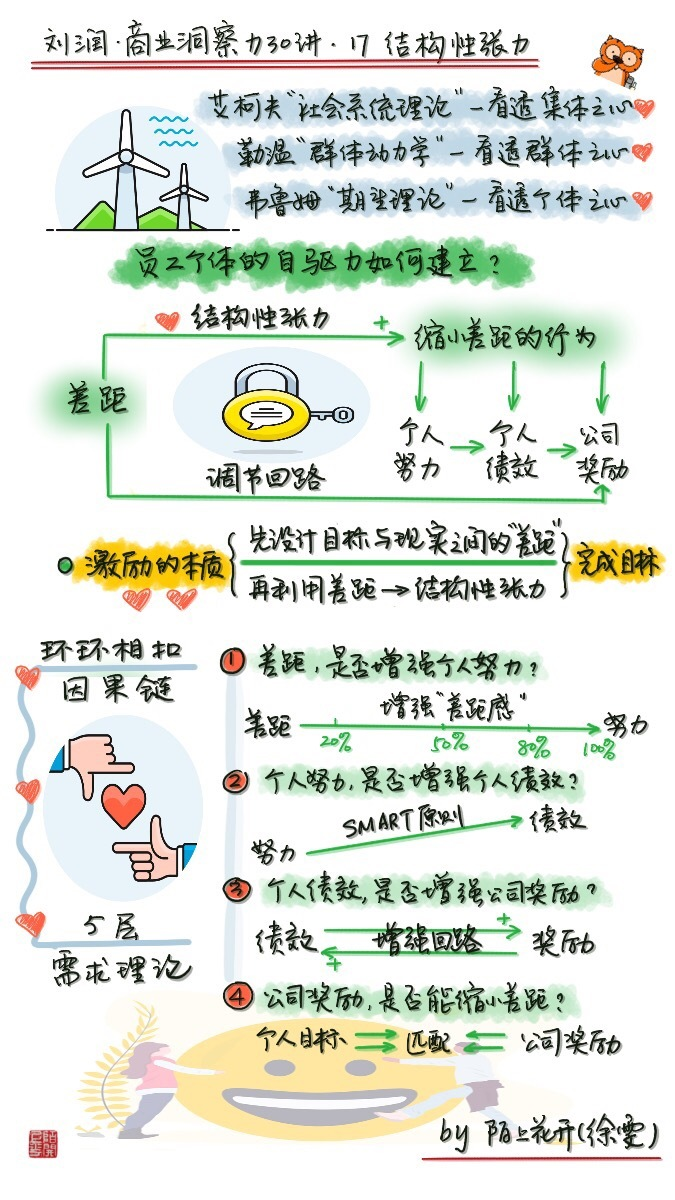 刘润·商业洞察力30讲·17 结构性张力
艾柯夫"社会系统理论"—看透集体之心
勒温"群体动力学"—看透群体之心
弗鲁姆"期望理论"—看透个体之心
员工个体的自驱力如何建立?
结构性张力
+
缩小差距的行为
差距
个人努力
个人绩效
公司奖励
调节回路
激励的本质
先设计目标与现实之间的"差距"
再利用差距→结构性张力
完成目标
环环相扣
因果链
5层
需求理论
① 差距,是否增强个人努力?
增强"差距感"
差距
努力
20% 50% 80% 100%
② 个人努力,是否增强个人绩效?
SMART原则
绩效
努力
③ 个人绩效,是否增强公司奖励?
+
绩效 增强回路 奖励
+
④ 公司奖励,是否能缩小差距?
个人目标 匹配 公司奖励
by 陌上花开(徐雯)